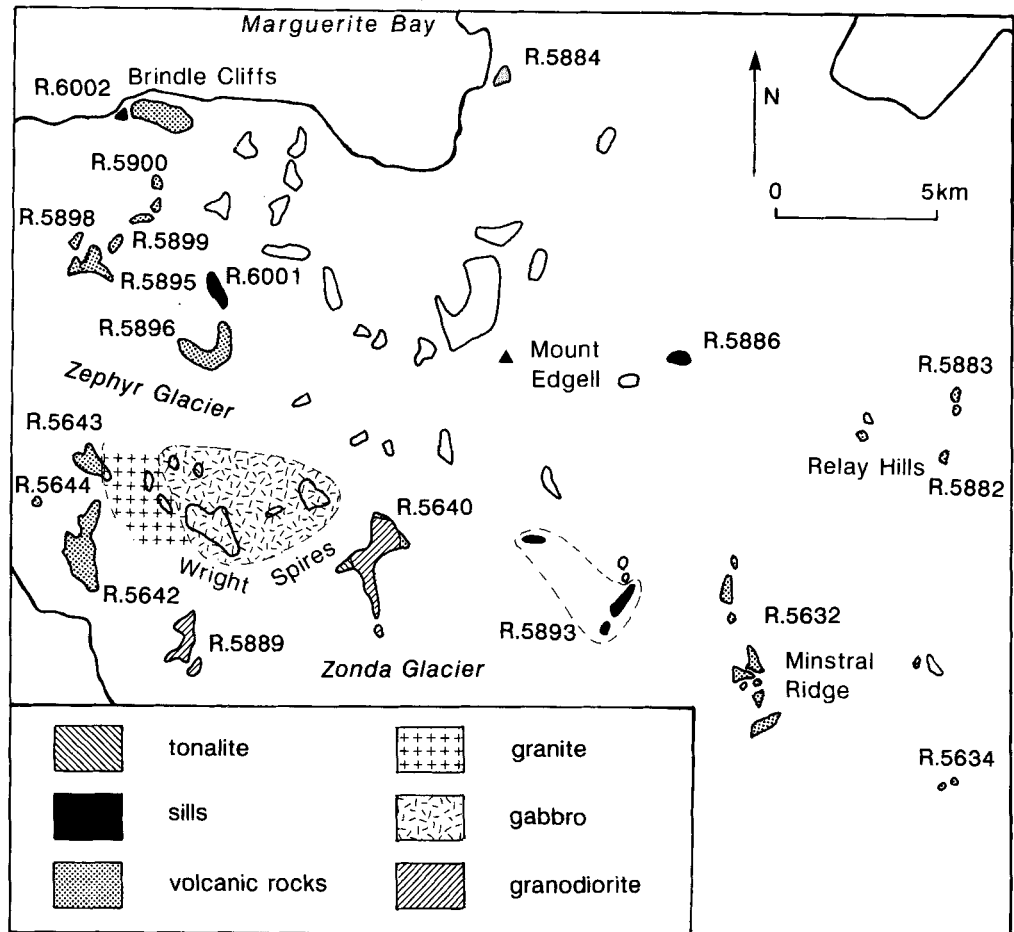 Marguerite Bay
R.5884
Brindle Cliffs
R.6002
N
R.5900
0 5km
R.5898
R.5899
R.5895
R.6001
R.5896
Mount
Edgell
R.5886
R.5883
Zephyr Glacier
R.5643
Relay Hills
R.5644
R.5882
R.5640
Wright Spires
R.5642
R.5893
R.5632
R.5889
Minstral
Ridge
Zonda Glacier
tonalite
granite
R.5634
sills
gabbro
volcanic rocks
granodiorite